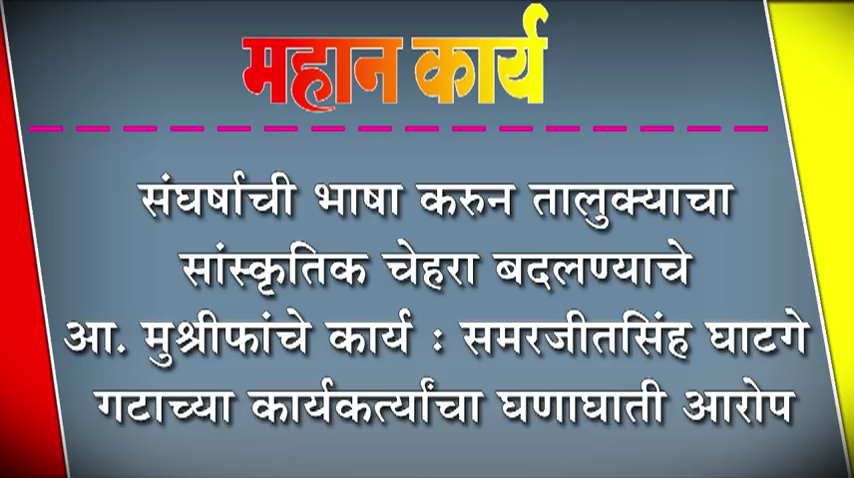 महान कार्य
संघर्षाची भाषा करुन तालुक्याचा
सांस्कृतिक चेहरा बदलण्याचे
आ. मुश्रीफांचे कार्य : समरजीतसिंह घाटगे
गटाच्या कार्यकर्त्यांचा घणाघाती आरोप